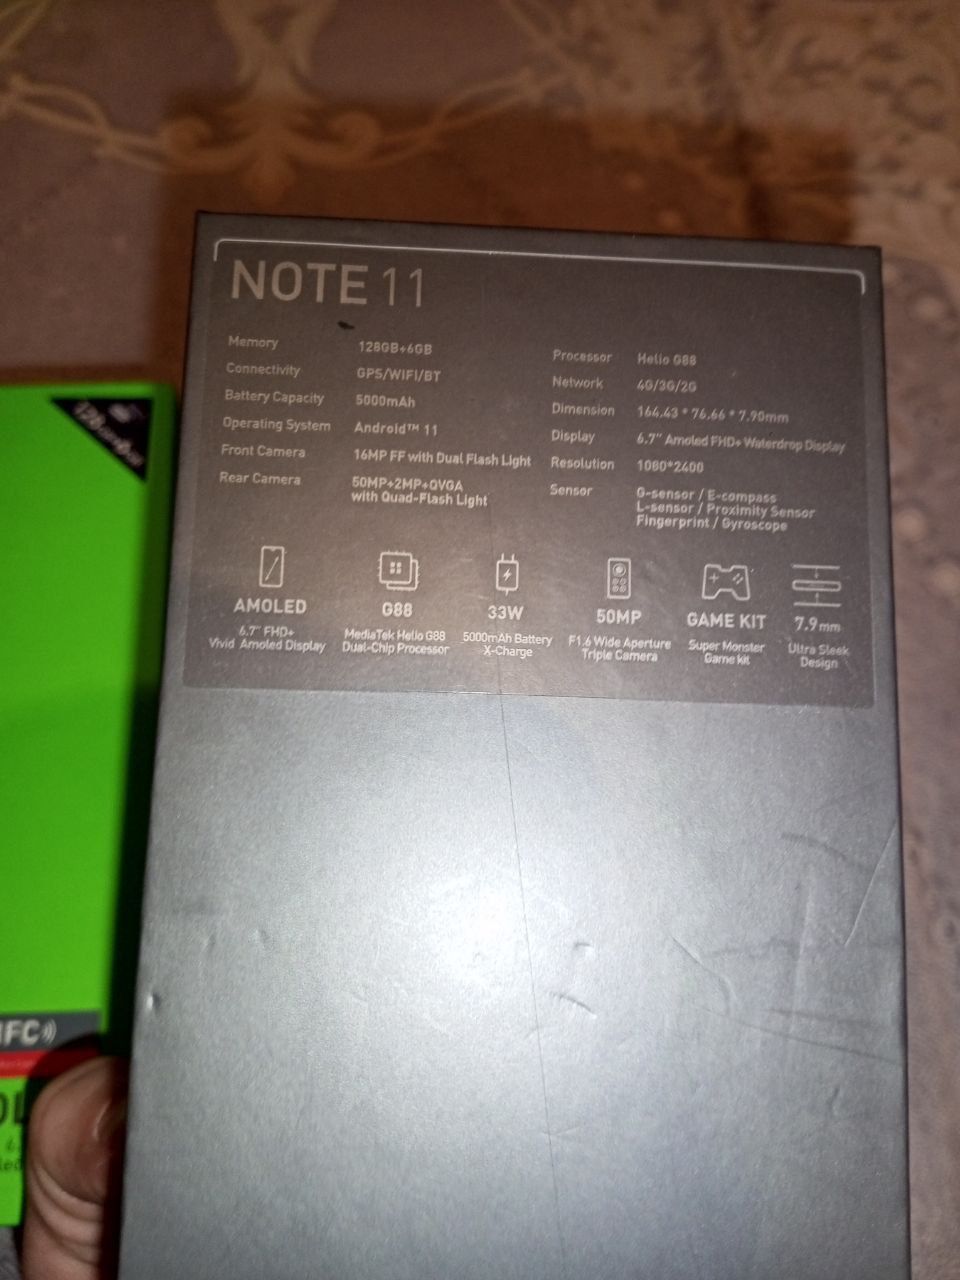 NOTE 11
Memory 128GB+6GB
Connectivity GPS/WIFI/BT
Battery Capacity 5000mAh
Operating System Android™ 11
Front Camera 16MP FF with Dual Flash Light
Rear Camera 50MP+2MP+QVGA
with Quad-Flash Light
Processor Helio G88
Network 4G/3G/2G
Dimension 164.43 * 76.66 * 7.90mm
Display 6.7" Amoled FHD+ Waterdrop Display
Resolution 1080*2400
Sensor G-sensor / E-compass
L-sensor / Proximity Sensor
Fingerprint / Gyroscope
AMOLED
6.7" FHD+
Vivid Amoled Display
G88
MediaTek Helio G88
Dual-Chip Processor
33W
5000mAh Battery
X-Charge
50MP
F1.6 Wide Aperture
Triple Camera
GAME KIT
Super Monster
Game kit
7.9mm
Ultra Sleek
Design